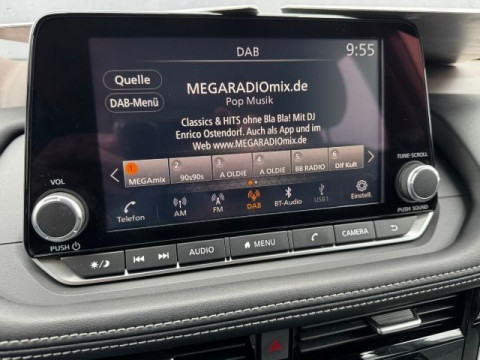 DAB
9:55
Quelle
DAB-Menü
MEGARADIOmix.de
Pop Musik
Classics & HITS ohne Bla Bla! Mit DJ
Enrico Ostendorf. Auch als App und im
Web www.MEGARADIOmix.de
1 MEGAmix
2 90s90s
3 A OLDIE
4 A OLDIE
5 BB RADIO
6 Dlf Kult
Telefon
AM
FM
DAB
BT-Audio
USB1
Einstell.
VOL
PUSH
TUNE·SCROLL
PUSH SOUND
AUDIO
MENU
CAMERA